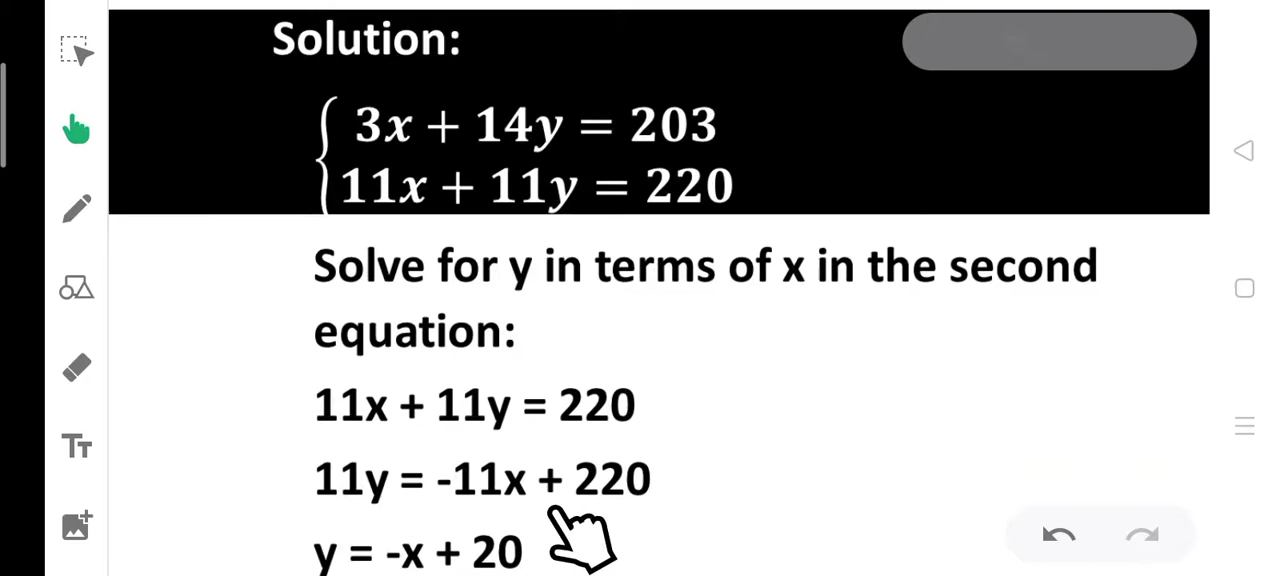 Solution:
3x + 14y = 203
11x + 11y = 220
Solve for y in terms of x in the second
equation:
11x + 11y = 220
11y = -11x + 220
y = -x + 20
Tт